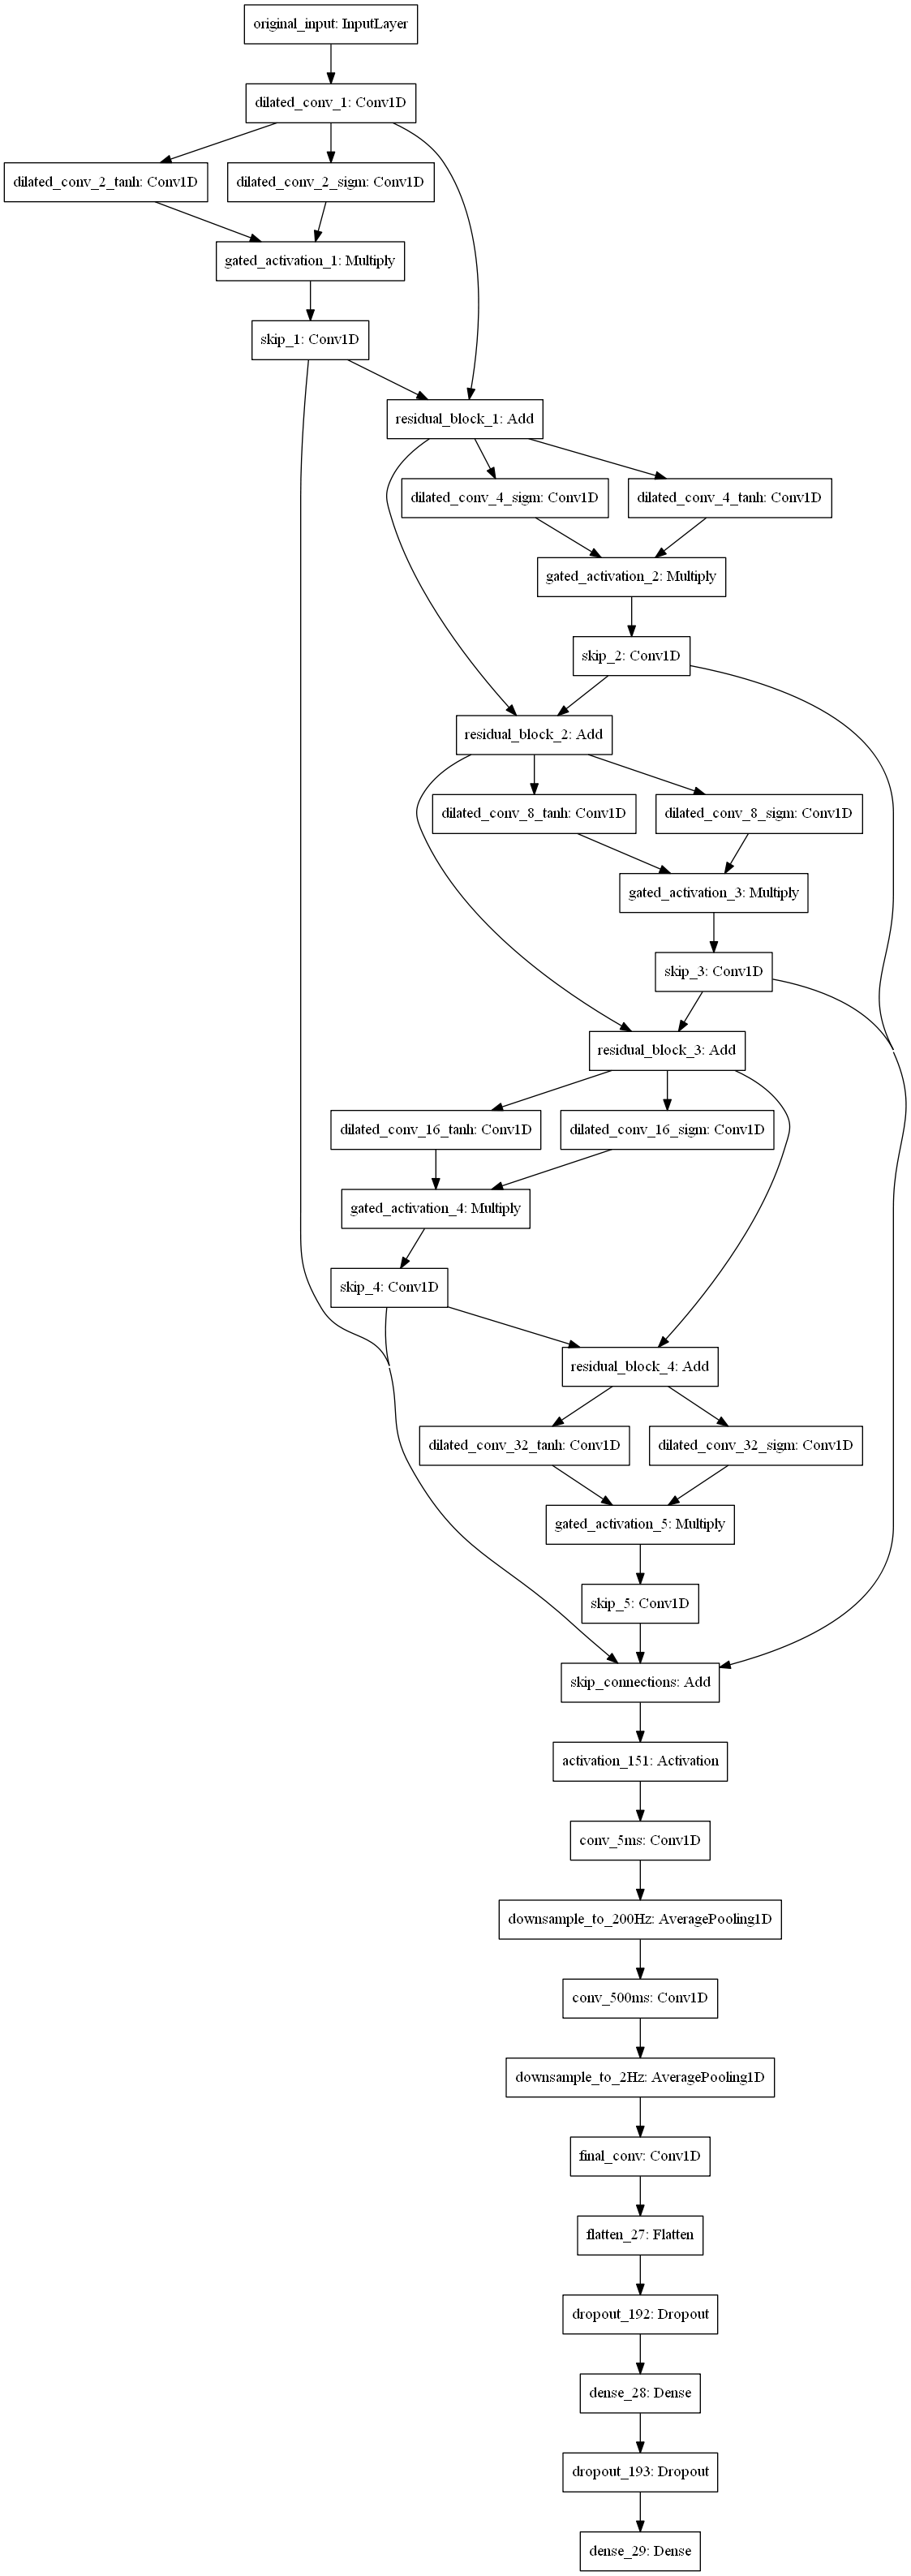 original_input: InputLayer
dilated_conv_1: Conv1D
dilated_conv_2_tanh: Conv1D
dilated_conv_2_sigm: Conv1D
gated_activation_1: Multiply
skip_1: Conv1D
residual_block_1: Add
dilated_conv_4_sigm: Conv1D
dilated_conv_4_tanh: Conv1D
gated_activation_2: Multiply
skip_2: Conv1D
residual_block_2: Add
dilated_conv_8_tanh: Conv1D
dilated_conv_8_sigm: Conv1D
gated_activation_3: Multiply
skip_3: Conv1D
residual_block_3: Add
dilated_conv_16_tanh: Conv1D
dilated_conv_16_sigm: Conv1D
gated_activation_4: Multiply
skip_4: Conv1D
residual_block_4: Add
dilated_conv_32_tanh: Conv1D
dilated_conv_32_sigm: Conv1D
gated_activation_5: Multiply
skip_5: Conv1D
skip_connections: Add
activation_151: Activation
conv_5ms: Conv1D
downsample_to_200Hz: AveragePooling1D
conv_500ms: Conv1D
downsample_to_2Hz: AveragePooling1D
final_conv: Conv1D
flatten_27: Flatten
dropout_192: Dropout
dense_28: Dense
dropout_193: Dropout
dense_29: Dense